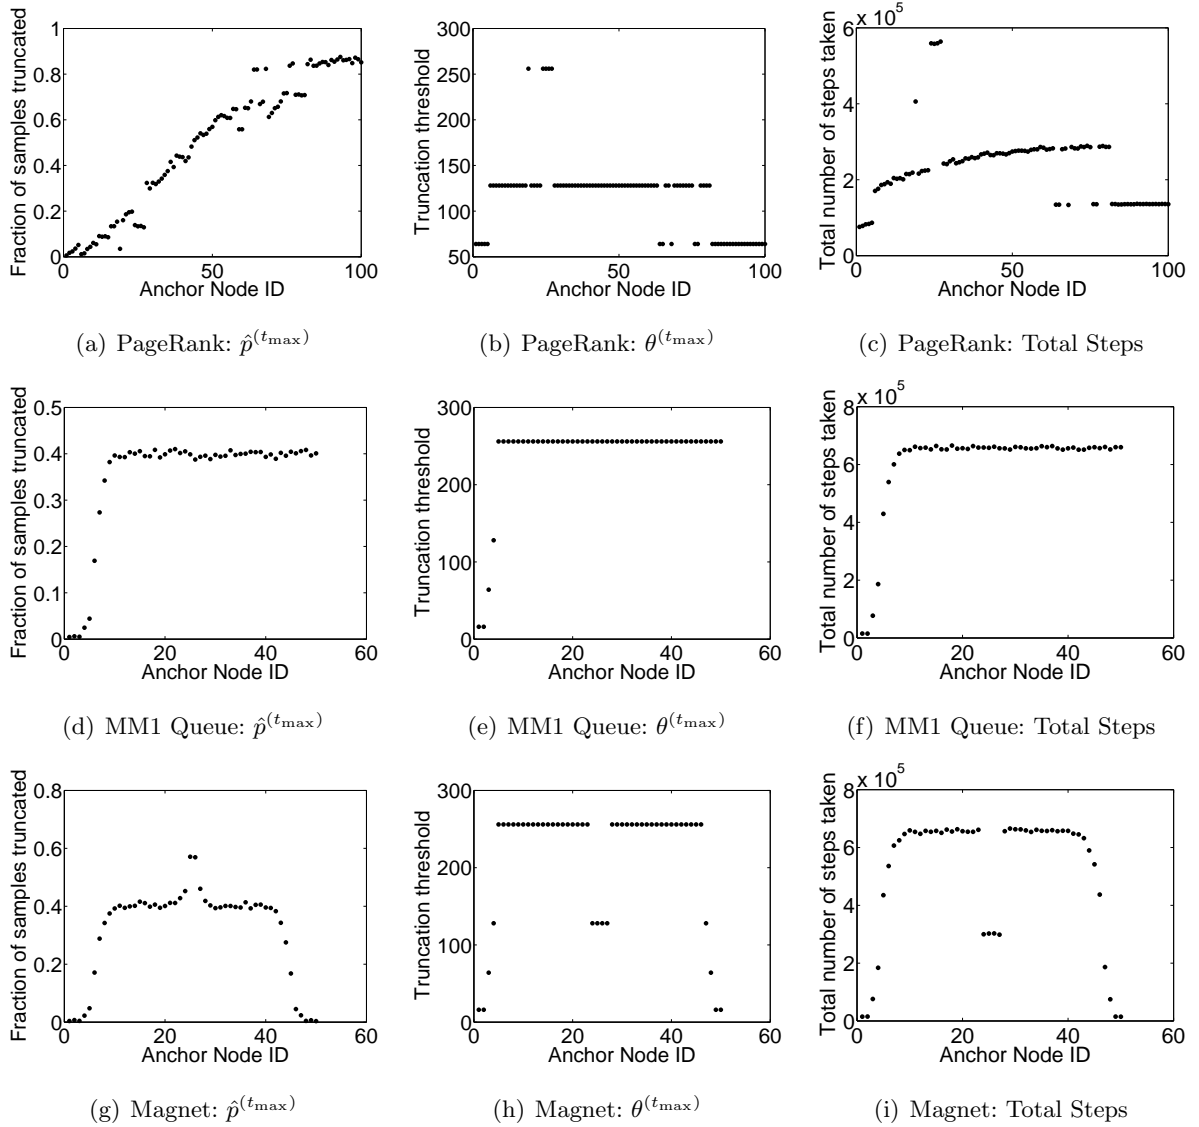 Fraction of samples truncated
1
0.8
0.6
0.4
0.2
0
0
50
100
Anchor Node ID
(a) PageRank: p̂^(t_max)
Truncation threshold
300
250
200
150
100
50
0
50
100
Anchor Node ID
(b) PageRank: θ^(t_max)
Total number of steps taken
x 10^5
6
4
2
0
0
50
100
Anchor Node ID
(c) PageRank: Total Steps
Fraction of samples truncated
0.5
0.4
0.3
0.2
0.1
0
0
20
40
60
Anchor Node ID
(d) MM1 Queue: p̂^(t_max)
Truncation threshold
300
200
100
0
0
20
40
60
Anchor Node ID
(e) MM1 Queue: θ^(t_max)
Total number of steps taken
x 10^5
8
6
4
2
0
0
20
40
60
Anchor Node ID
(f) MM1 Queue: Total Steps
Fraction of samples truncated
0.8
0.6
0.4
0.2
0
0
20
40
60
Anchor Node ID
(g) Magnet: p̂^(t_max)
Truncation threshold
300
200
100
0
0
20
40
60
Anchor Node ID
(h) Magnet: θ^(t_max)
Total number of steps taken
x 10^5
8
6
4
2
0
0
20
40
60
Anchor Node ID
(i) Magnet: Total Steps